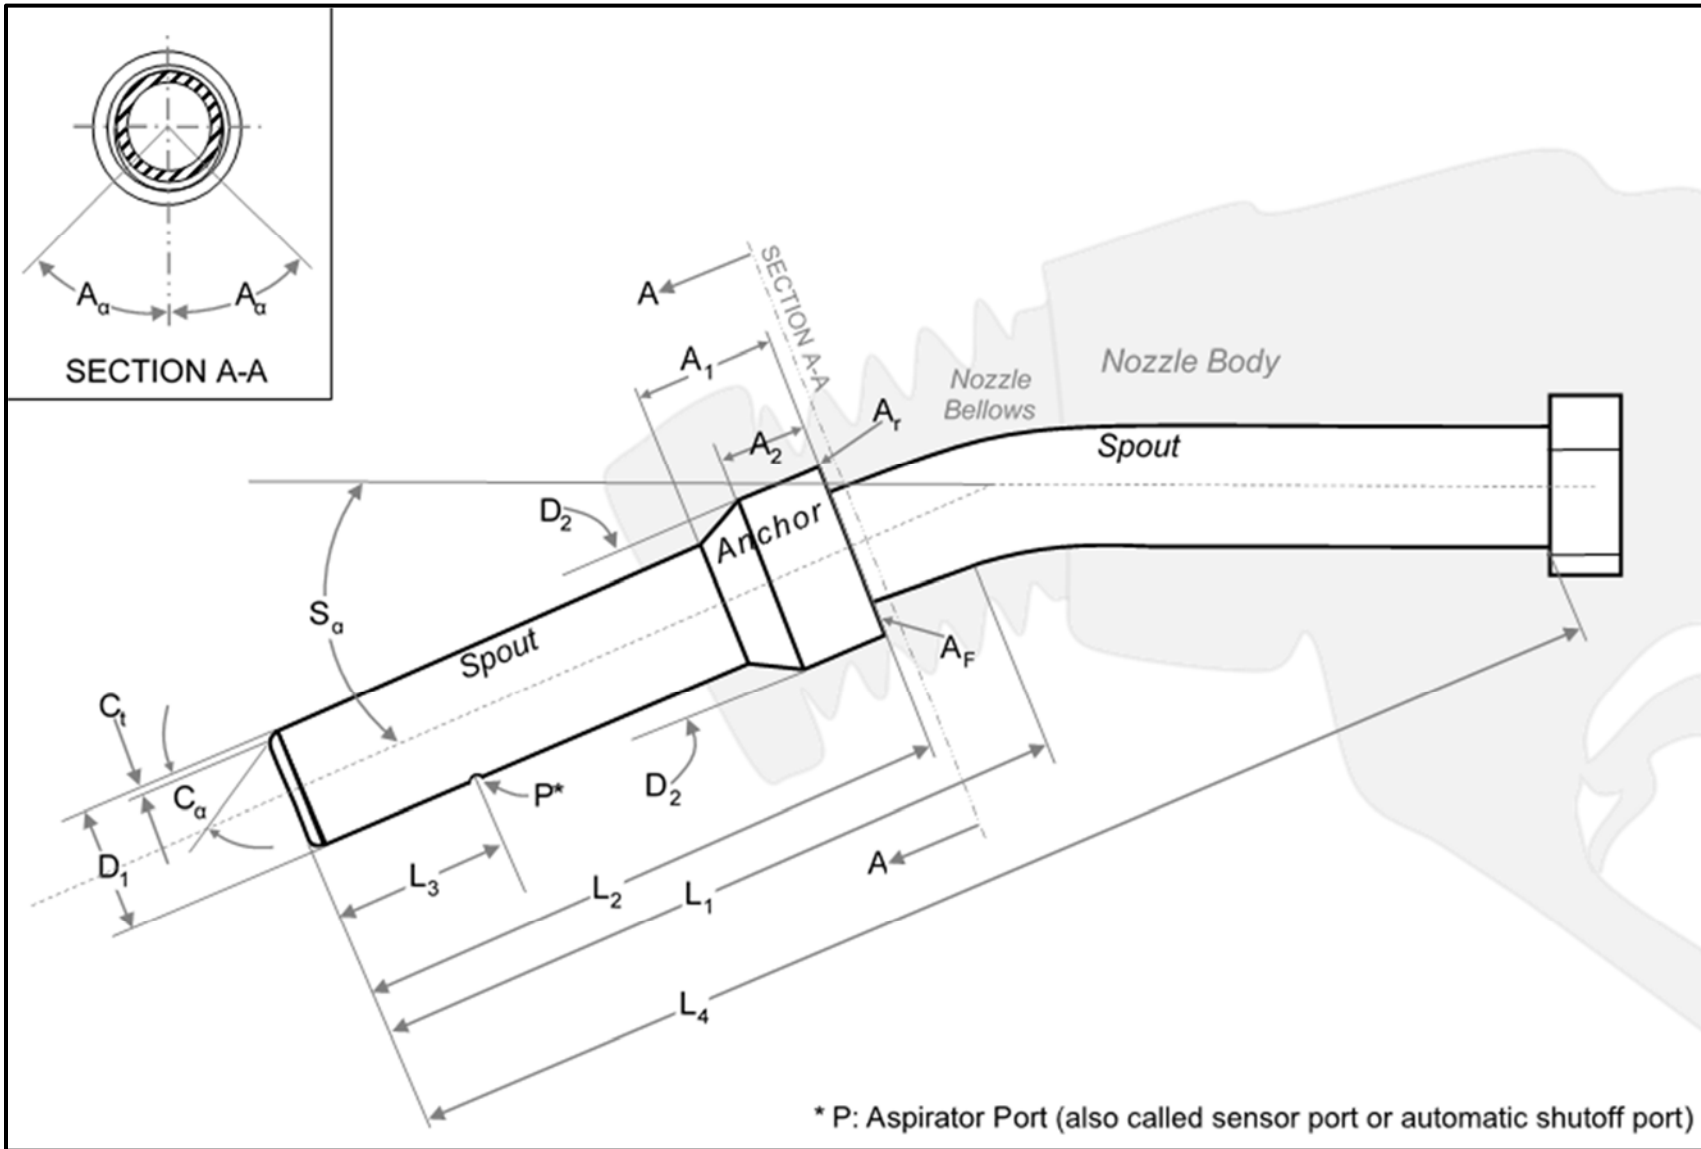 Aα
Aα
SECTION A-A
A
SECTION A-A
A1
Nozzle Body
Nozzle
Bellows
Ar
A2
Spout
D2
Anchor
Sα
Spout
AF
Ct
Cα
P*
D2
D1
L3
A
L2
L1
L4
* P: Aspirator Port (also called sensor port or automatic shutoff port)